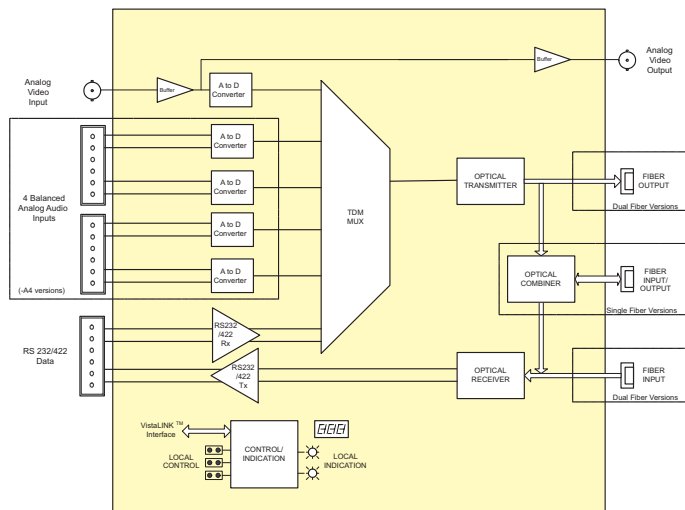 Analog
Video
Input
Buffer
A to D
Converter
Buffer
Analog
Video
Output
4 Balanced
Analog Audio
Inputs
(-A4 versions)
A to D
Converter
A to D
Converter
A to D
Converter
A to D
Converter
TDM
MUX
OPTICAL
TRANSMITTER
FIBER
OUTPUT
Dual Fiber Versions
OPTICAL
COMBINER
FIBER
INPUT/
OUTPUT
Single Fiber Versions
RS 232/422
Data
RS232
/422
Rx
RS232
/422
Tx
OPTICAL
RECEIVER
FIBER
INPUT
Dual Fiber Versions
VistaLINK ™
Interface
LOCAL
CONTROL
CONTROL/
INDICATION
LOCAL
INDICATION